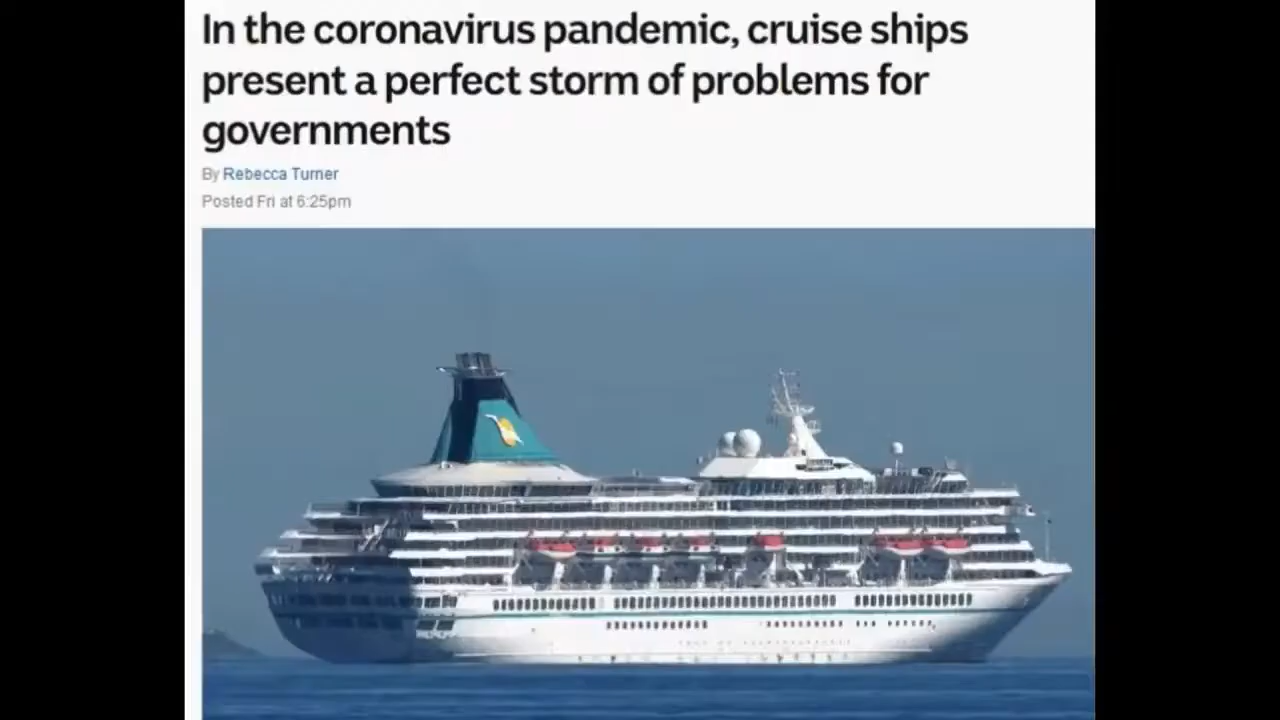 In the coronavirus pandemic, cruise ships
present a perfect storm of problems for
governments
By Rebecca Turner
Posted Fri at 6:25pm